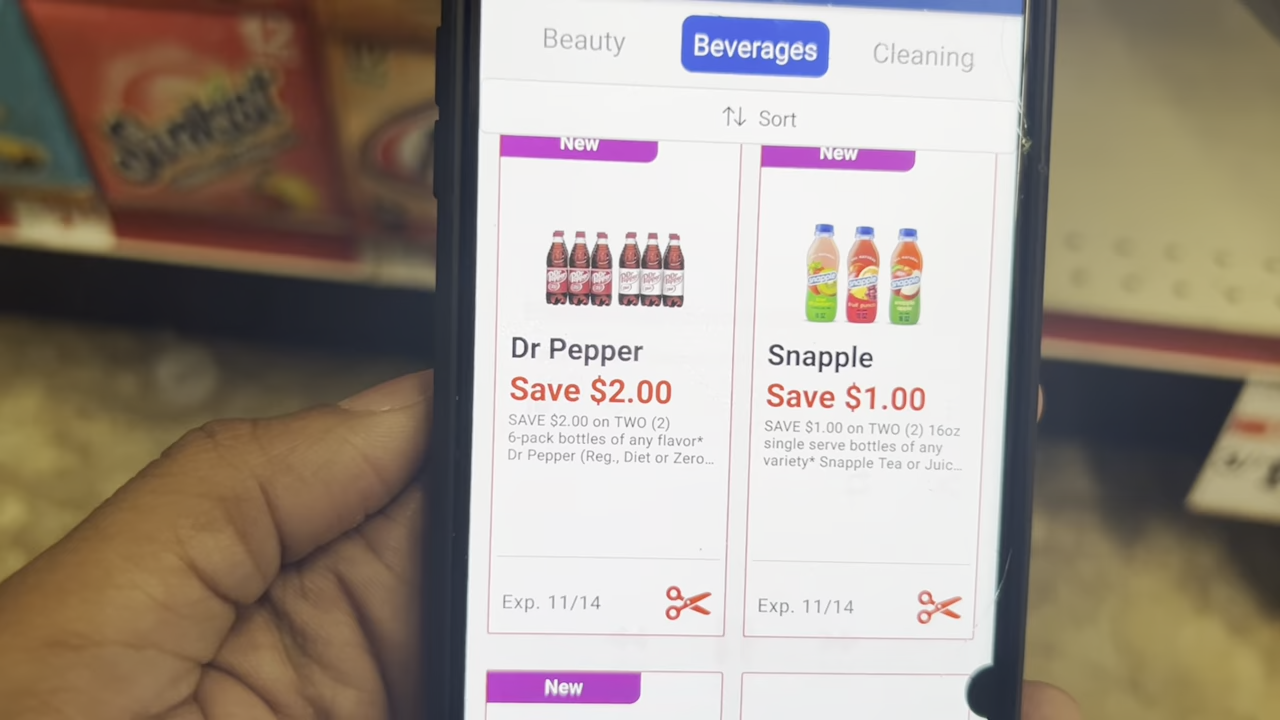 Beauty
Beverages
Cleaning
Sort
New
New
Dr Pepper
Save $2.00
SAVE $2.00 on TWO (2)
6-pack bottles of any flavor*
Dr Pepper (Reg., Diet or Zero...
Exp. 11/14
Snapple
Save $1.00
SAVE $1.00 on TWO (2) 16oz
single serve bottles of any
variety* Snapple Tea or Juic...
Exp. 11/14
New
Sunkist
12